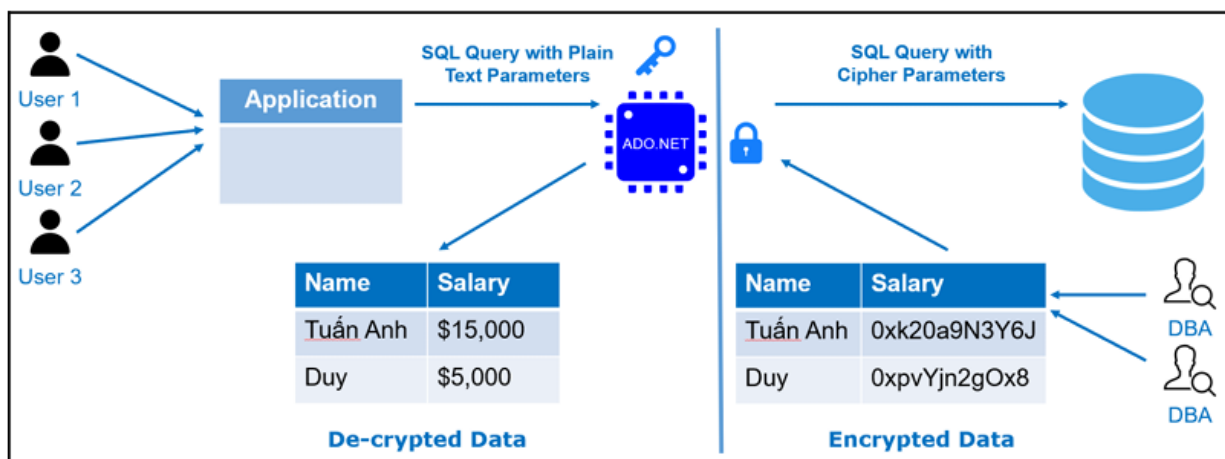 User 1
User 2
User 3
Application
SQL Query with Plain
Text Parameters
ADO.NET
SQL Query with
Cipher Parameters
Name Salary
Tuấn Anh $15,000
Duy $5,000
De-crypted Data
Name Salary
Tuấn Anh 0xk20a9N3Y6J
Duy 0xpvYjn2gOx8
Encrypted Data
DBA
DBA